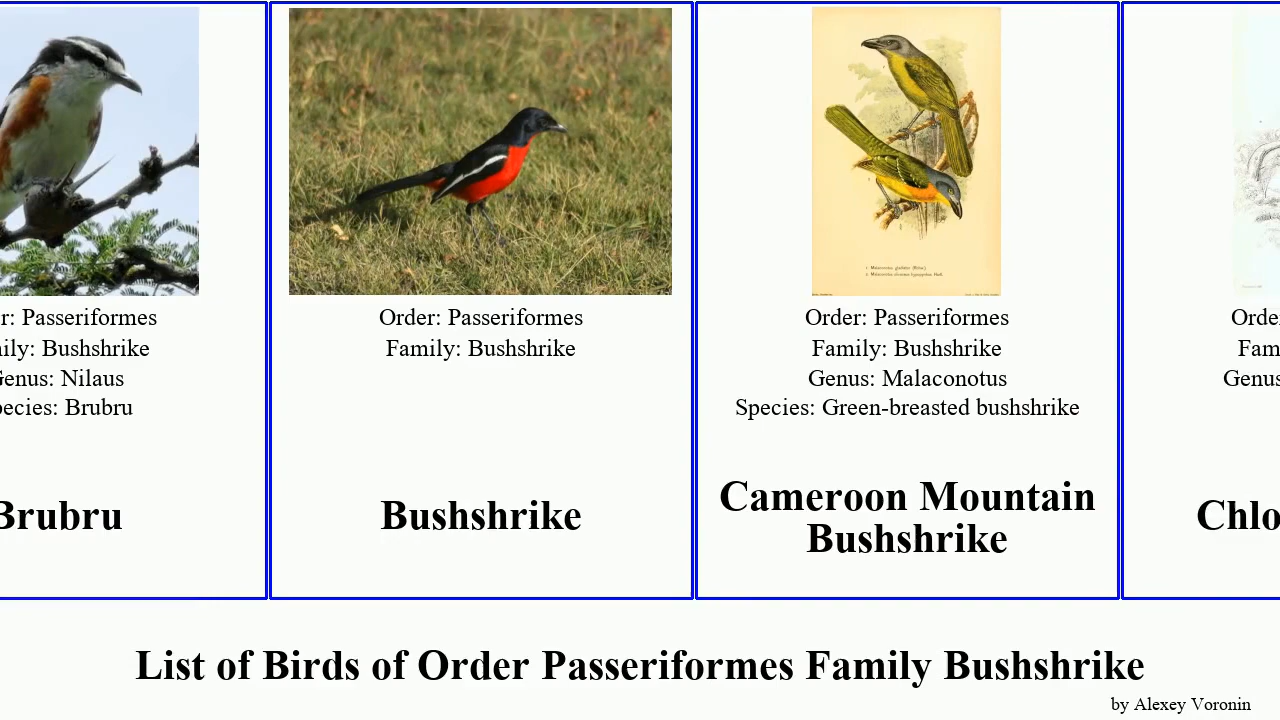 r: Passeriformes
ily: Bushshrike
Genus: Nilaus
pecies: Brubru
Brubru
Order: Passeriformes
Family: Bushshrike
Bushshrike
Order: Passeriformes
Family: Bushshrike
Genus: Malaconotus
Species: Green-breasted bushshrike
Cameroon Mountain
Bushshrike
Orde
Fam
Genus
Chlo
List of Birds of Order Passeriformes Family Bushshrike
by Alexey Voronin